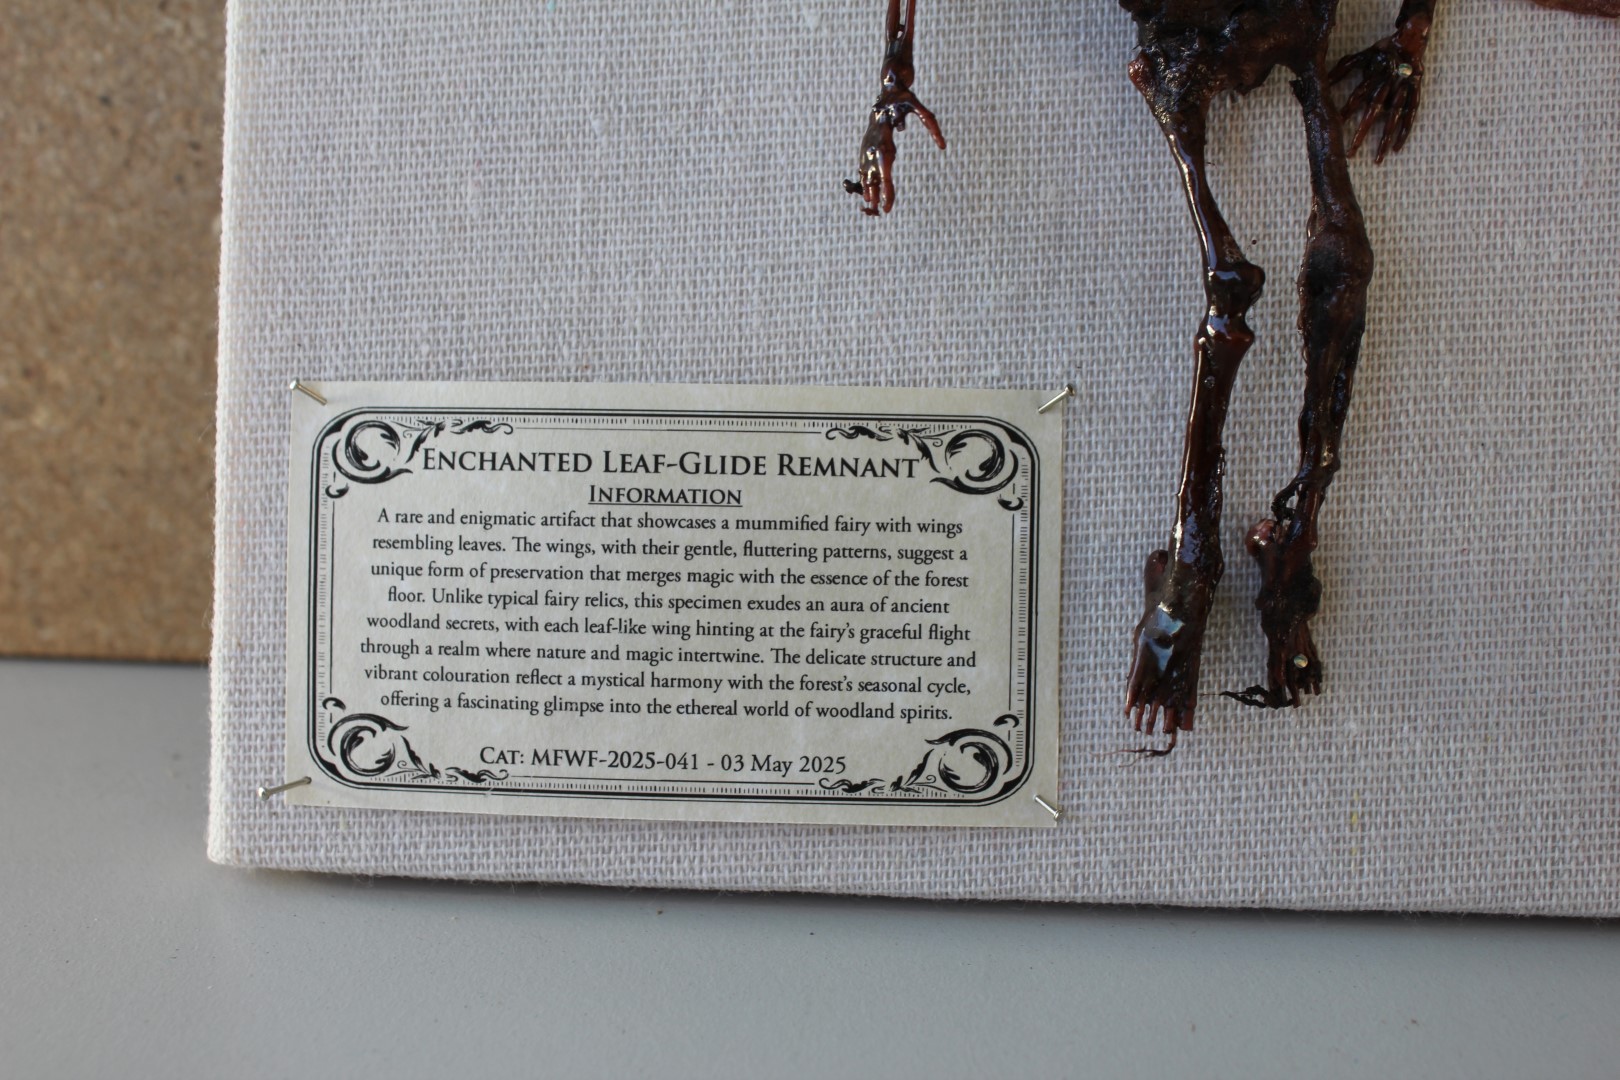 Enchanted Leaf-Glide Remnant
Information
A rare and enigmatic artifact that showcases a mummified fairy with wings
resembling leaves. The wings, with their gentle, fluttering patterns, suggest a
unique form of preservation that merges magic with the essence of the forest
floor. Unlike typical fairy relics, this specimen exudes an aura of ancient
woodland secrets, with each leaf-like wing hinting at the fairy's graceful flight
through a realm where nature and magic intertwine. The delicate structure and
vibrant colouration reflect a mystical harmony with the forest's seasonal cycle,
offering a fascinating glimpse into the ethereal world of woodland spirits.
Cat: MFWF-2025-041 - 03 May 2025